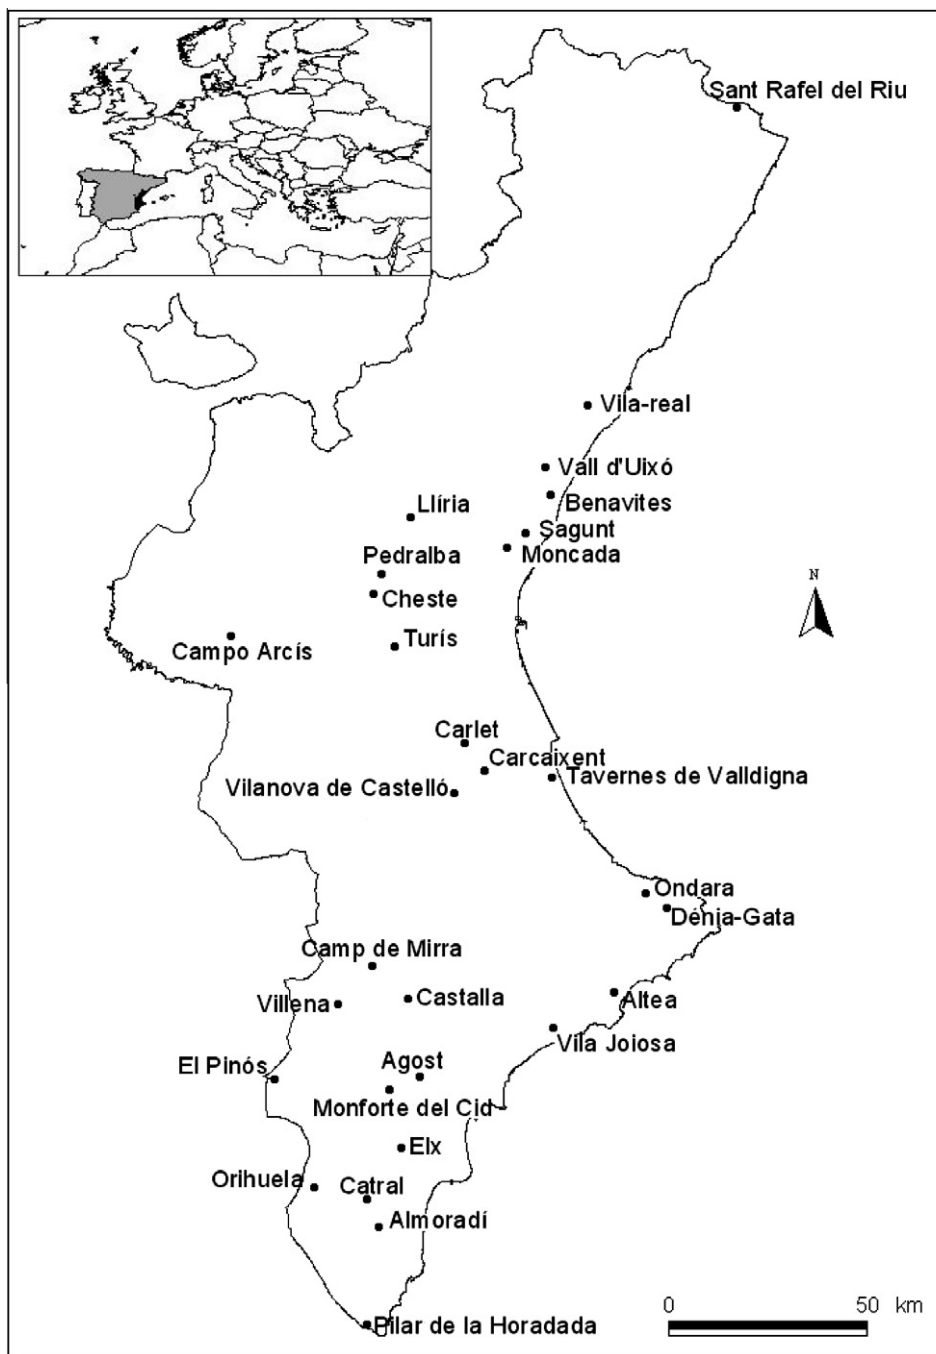 Sant Rafel del Riu
Vila-real
Vall d'Uixó
Benavites
Llíria
Sagunt
Moncada
Pedralba
Cheste
N
Turís
Campo Arcís
Carlet
Carcaixent
Tavernes de Valldigna
Vilanova de Castelló
Ondara
Dénia-Gata
Camp de Mirra
Castalla
Altea
Villena
Vila Joiosa
El Pinós
Agost
Monforte del Cid
Elx
Orihuela
Catral
Almoradí
0 50 km
Pilar de la Horadada